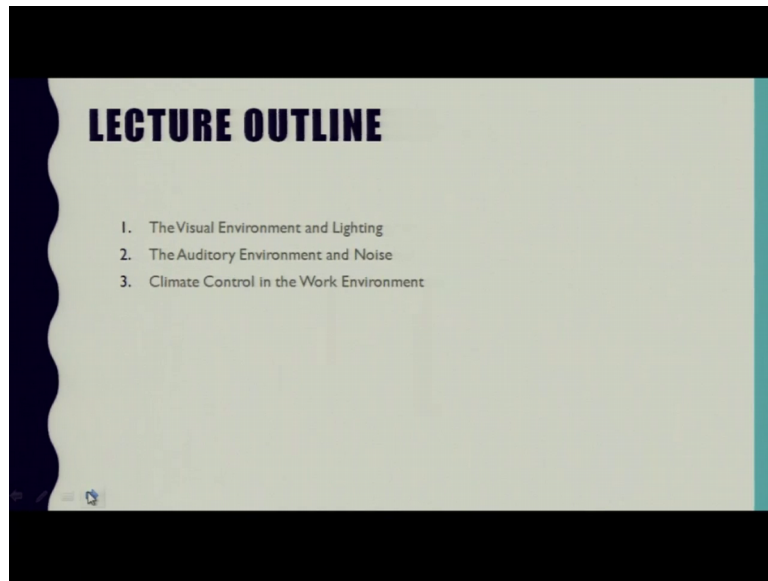 LECTURE OUTLINE
1. The Visual Environment and Lighting
2. The Auditory Environment and Noise
3. Climate Control in the Work Environment